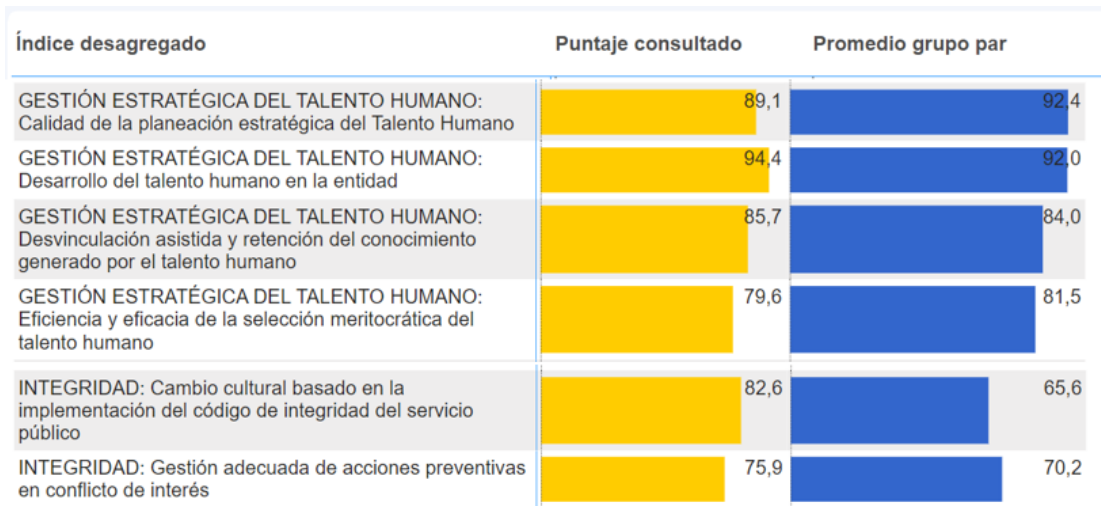 Índice desagregado Puntaje consultado Promedio grupo par
GESTIÓN ESTRATÉGICA DEL TALENTO HUMANO: 89,1 92,4
Calidad de la planeación estratégica del Talento Humano
GESTIÓN ESTRATÉGICA DEL TALENTO HUMANO: 94,4 92,0
Desarrollo del talento humano en la entidad
GESTIÓN ESTRATÉGICA DEL TALENTO HUMANO: 85,7 84,0
Desvinculación asistida y retención del conocimiento
generado por el talento humano
GESTIÓN ESTRATÉGICA DEL TALENTO HUMANO: 79,6 81,5
Eficiencia y eficacia de la selección meritocrática del
talento humano
INTEGRIDAD: Cambio cultural basado en la 82,6 65,6
implementación del código de integridad del servicio
público
INTEGRIDAD: Gestión adecuada de acciones preventivas 75,9 70,2
en conflicto de interés